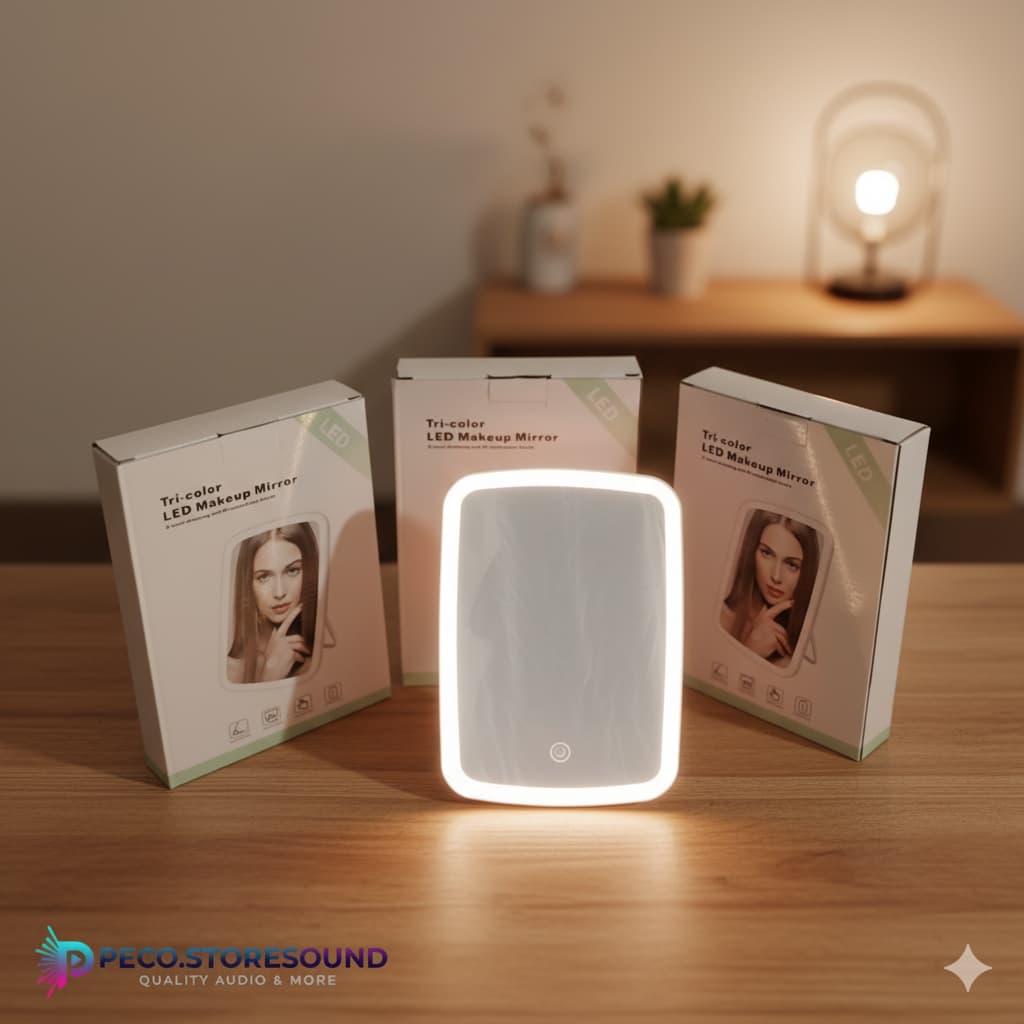 Tri-color
LED Makeup Mirror
LED
Tri-color
LED Makeup Mirror
LED
Tri-color
LED Makeup Mirror
LED
PECO.STORESOUND
QUALITY AUDIO & MORE